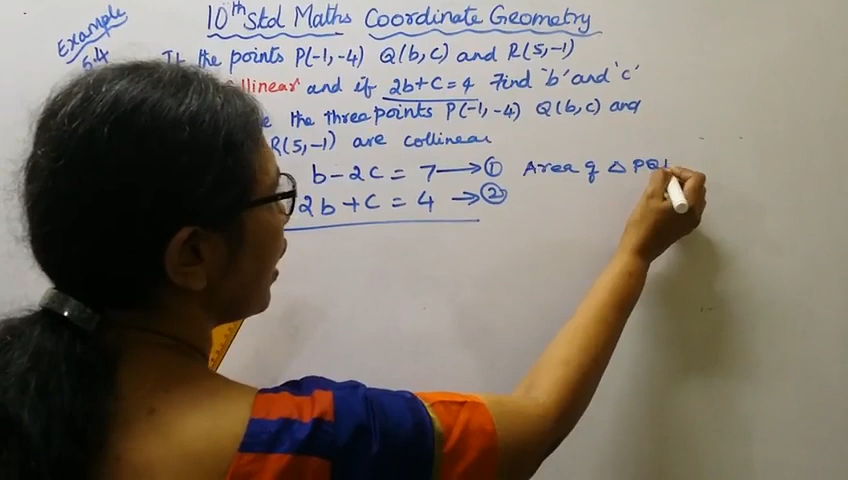 10th Std Maths Coordinate Geometry
Example
5.4
If the points P(-1,-4) Q(b,c) and R(5,-1)
and if 2b+c=4 Find 'b' and 'c'
the three points P(-1,-4) Q(b,c) and
R(5,-1) are collinear
b-2c = 7 → ① Area of △ PQ
2b+c = 4 → ②